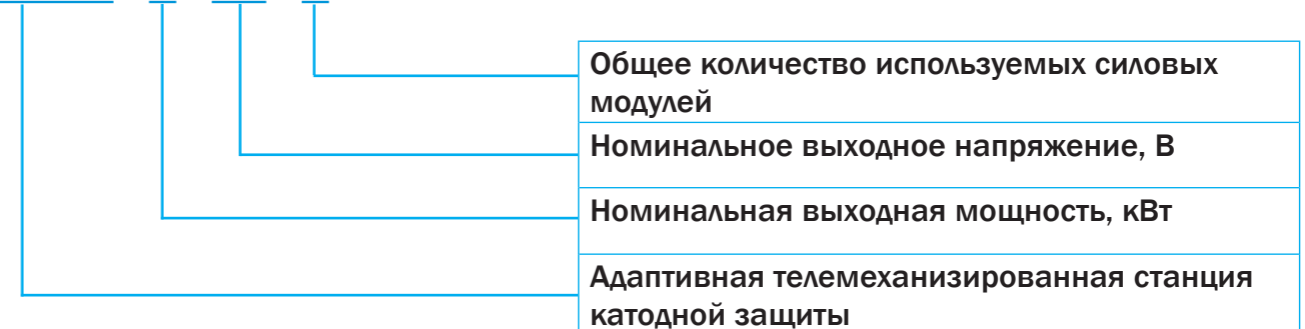 Общее количество используемых силовых
модулей
Номинальное выходное напряжение, В
Номинальная выходная мощность, кВт
Адаптивная телемеханизированная станция
катодной защиты